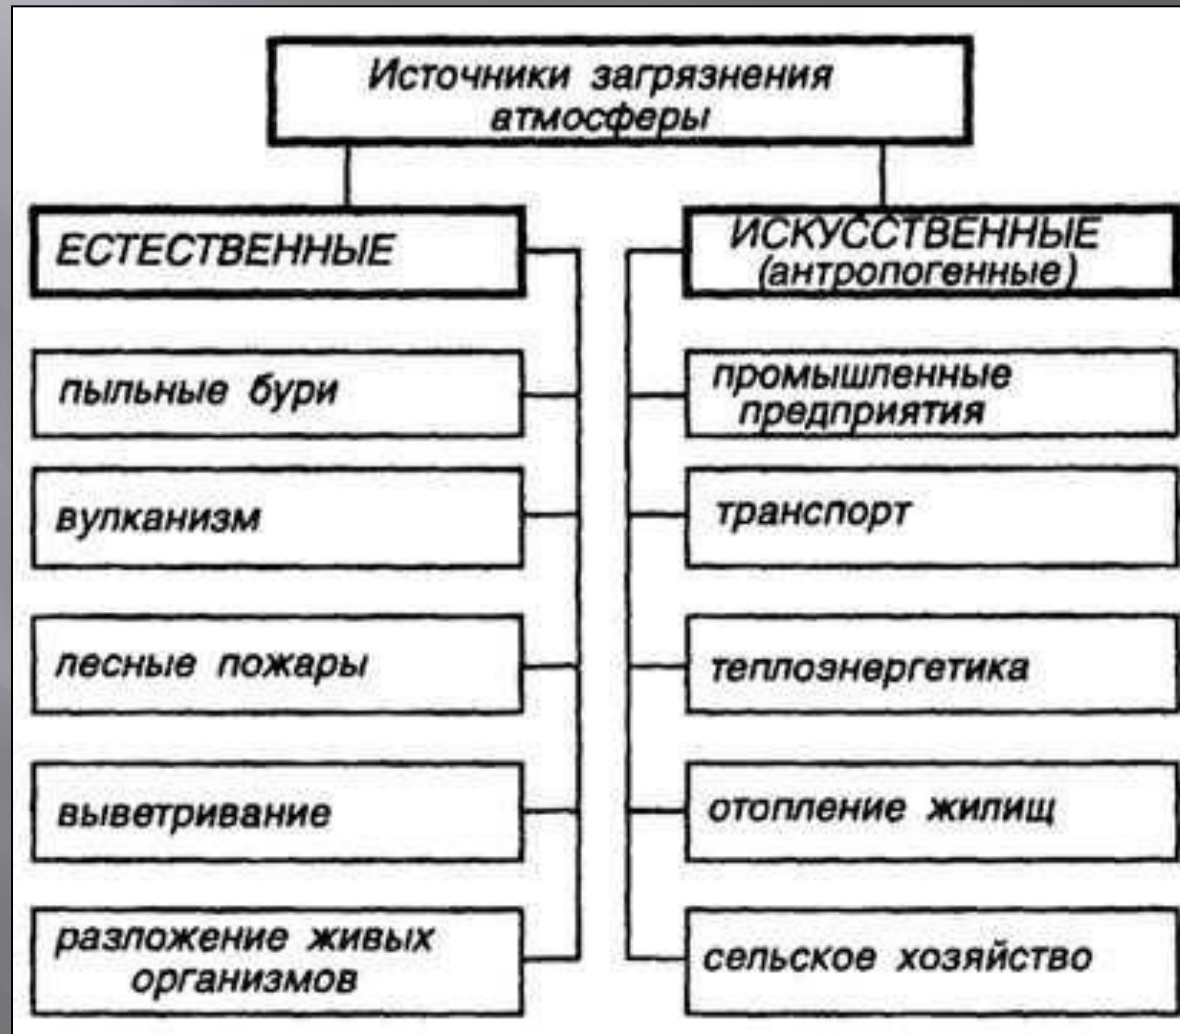 Источники загрязнения
атмосферы
ЕСТЕСТВЕННЫЕ
пыльные бури
вулканизм
лесные пожары
выветривание
разложение живых
организмов
ИСКУССТВЕННЫЕ
(антропогенные)
промышленные
предприятия
транспорт
теплоэнергетика
отопление жилищ
сельское хозяйство